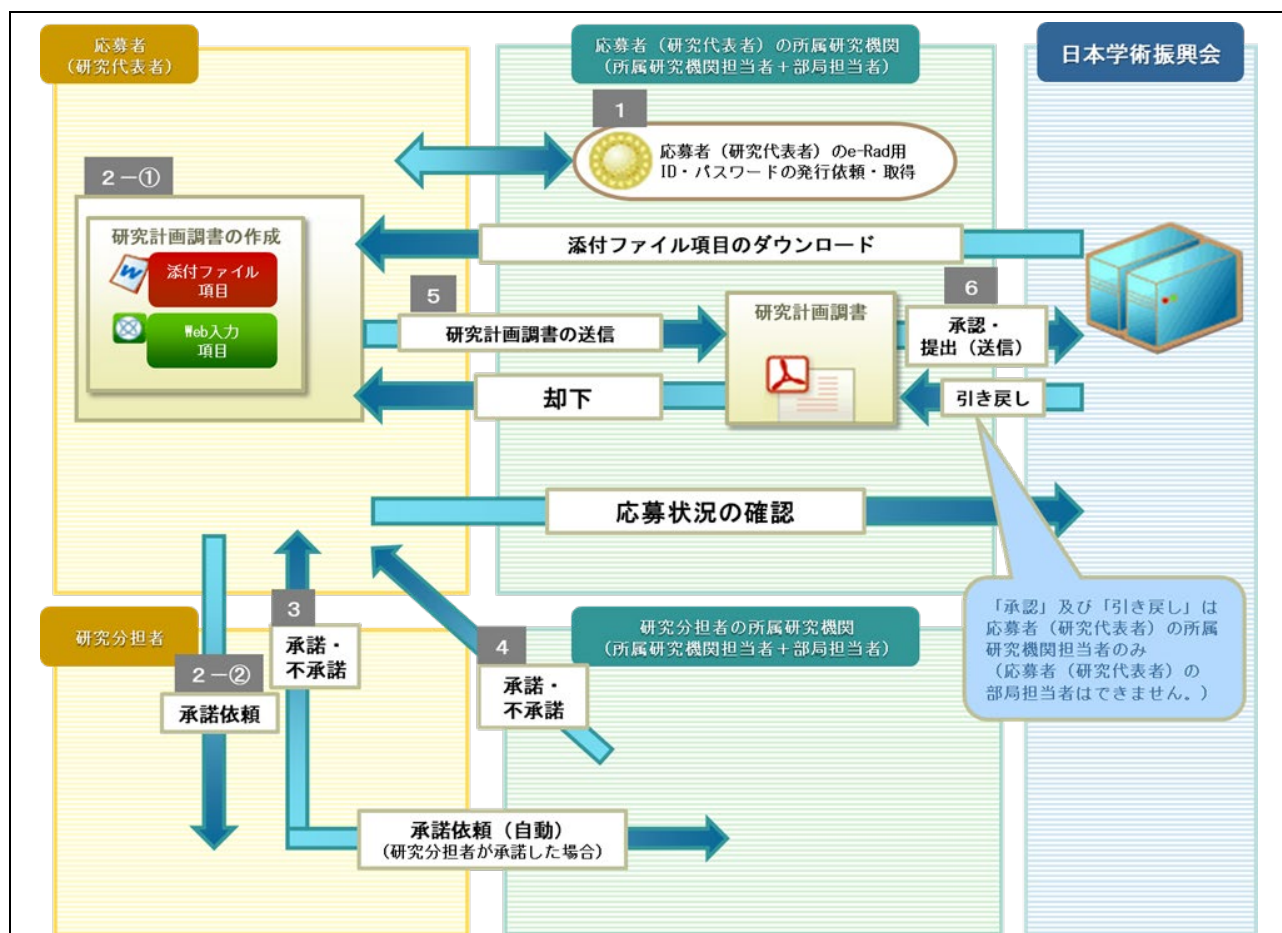 応募者
(研究代表者)
応募者（研究代表者）の所属研究機関
(所属研究機関担当者＋部局担当者)
日本学術振興会
1
応募者（研究代表者）のe-Rad用
ID・パスワードの発行依頼・取得
2－①
研究計画調書の作成
添付ファイル
項目
Web入力
項目
添付ファイル項目のダウンロード
5
研究計画調書の送信
研究計画調書
6
承認・
提出（送信）
却下
引き戻し
応募状況の確認
「承認」及び「引き戻し」は
応募者（研究代表者）の所属
研究機関担当者のみ
（応募者（研究代表者）の
部局担当者はできません。）
研究分担者
2－②
承諾依頼
3
承諾・
不承諾
4
承諾・
不承諾
研究分担者の所属研究機関
(所属研究機関担当者＋部局担当者)
承諾依頼（自動）
(研究分担者が承諾した場合)